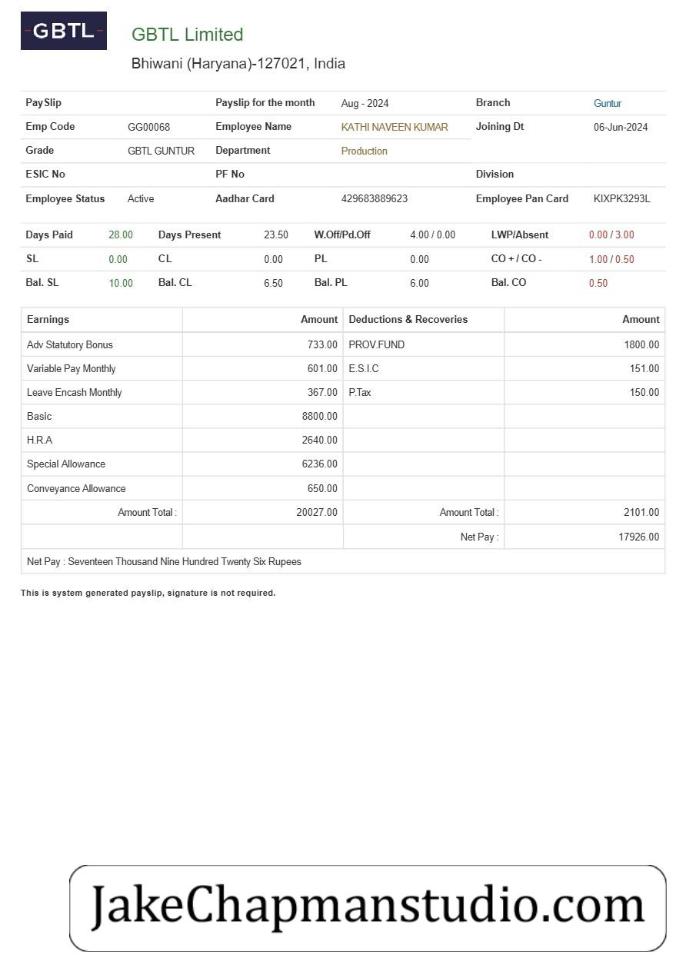 GBTL
GBTL Limited
Bhiwani (Haryana)-127021, India
PaySlip Payslip for the month Aug - 2024 Branch Guntur
Emp Code GG00068 Employee Name KATHI NAVEEN KUMAR Joining Dt 06-Jun-2024
Grade GBTL GUNTUR Department Production
ESIC No PF No Division
Employee Status Active Aadhar Card 429683889623 Employee Pan Card KIXPK3293L
Days Paid 28.00 Days Present 23.50 W.Off/Pd.Off 4.00 / 0.00 LWP/Absent 0.00 / 3.00
SL 0.00 CL 0.00 PL 0.00 CO + / CO - 1.00 / 0.50
Bal. SL 10.00 Bal. CL 6.50 Bal. PL 6.00 Bal. CO 0.50
Earnings Amount Deductions & Recoveries Amount
Adv Statutory Bonus 733.00 PROV.FUND 1800.00
Variable Pay Monthly 601.00 E.S.I.C 151.00
Leave Encash Monthly 367.00 P.Tax 150.00
Basic 8800.00
H.R.A 2640.00
Special Allowance 6236.00
Conveyance Allowance 650.00
Amount Total : 20027.00 Amount Total : 2101.00
Net Pay : 17926.00
Net Pay : Seventeen Thousand Nine Hundred Twenty Six Rupees
This is system generated payslip, signature is not required.
JakeChapmanstudio.com